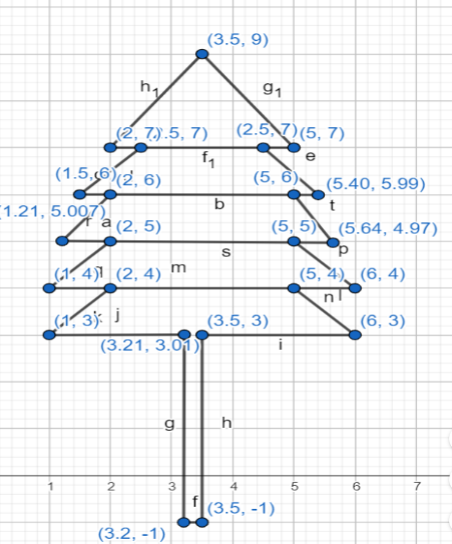 (3.5, 9)
h₁ g₁
(2, 7) .5, 7) (2.5, 7) (5, 7)
f₁ e
(1.5, 6) (2, 6) (5, 6) (5.40, 5.99)
b t
(1.21, 5.007) a
(2, 5) (5, 5) (5.64, 4.97)
s p
(1, 4) (2, 4) m (5, 4) (6, 4)
n l
(1, 3) j (3.5, 3) (6, 3)
(3.21, 3.01) i
g h
1 2 3 4 5 6 7
f
(3.2, -1) (3.5, -1)